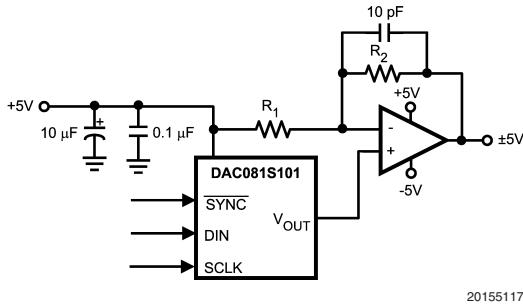 10 pF
R2
+5V
+5V
R1
10 µF
+
0.1 µF
-
+
±5V
-5V
DAC081S101
SYNC
DIN
SCLK
VOUT
20155117